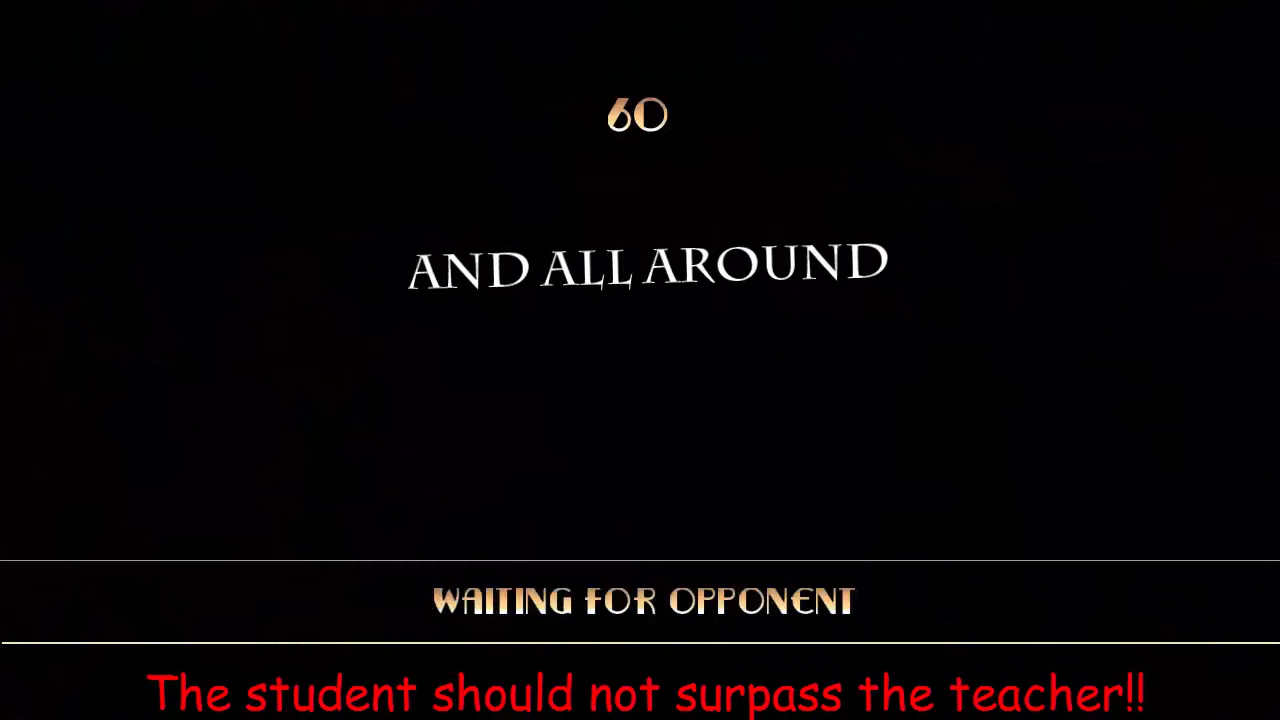 60
AND ALL AROUND
WAITING FOR OPPONENT
The student should not surpass the teacher!!